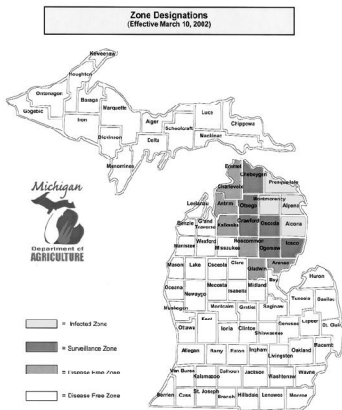 Zone Designations
(Effective March 10, 2002)
Keweenaw
Houghton
Ontonagon
Baraga
Gogebic
Marquette
Luce
Iron
Alger
Chippewa
Schoolcraft
Mackinac
Dickinson
Delta
Menominee
Emmet
Cheboygan
Presque Isle
Charlevoix
Michigan
Department of
AGRICULTURE
Leelanau
Antrim
Otsego
Montmorency
Alpena
Benzie
Grand
Traverse
Kalkaska
Crawford
Oscoda
Alcona
Manistee
Wexford
Missaukee
Roscommon
Ogemaw
Iosco
Arenac
Mason
Lake
Osceola
Clare
Gladwin
Bay
Huron
Oceana
Newaygo
Mecosta
Isabella
Midland
Tuscola
Sanilac
Muskegon
Montcalm
Gratiot
Saginaw
Kent
Genesee
Lapeer
St. Clair
Ottawa
Ionia
Clinton
Shiawassee
Macomb
Allegan
Barry
Eaton
Ingham
Livingston
Oakland
Van Buren
Kalamazoo
Calhoun
Jackson
Washtenaw
Wayne
Berrien
Cass
St. Joseph
Branch
Hillsdale
Lenawee
Monroe
= Infected Zone
= Surveillance Zone
= Disease Free Zone
= Disease Free Zone